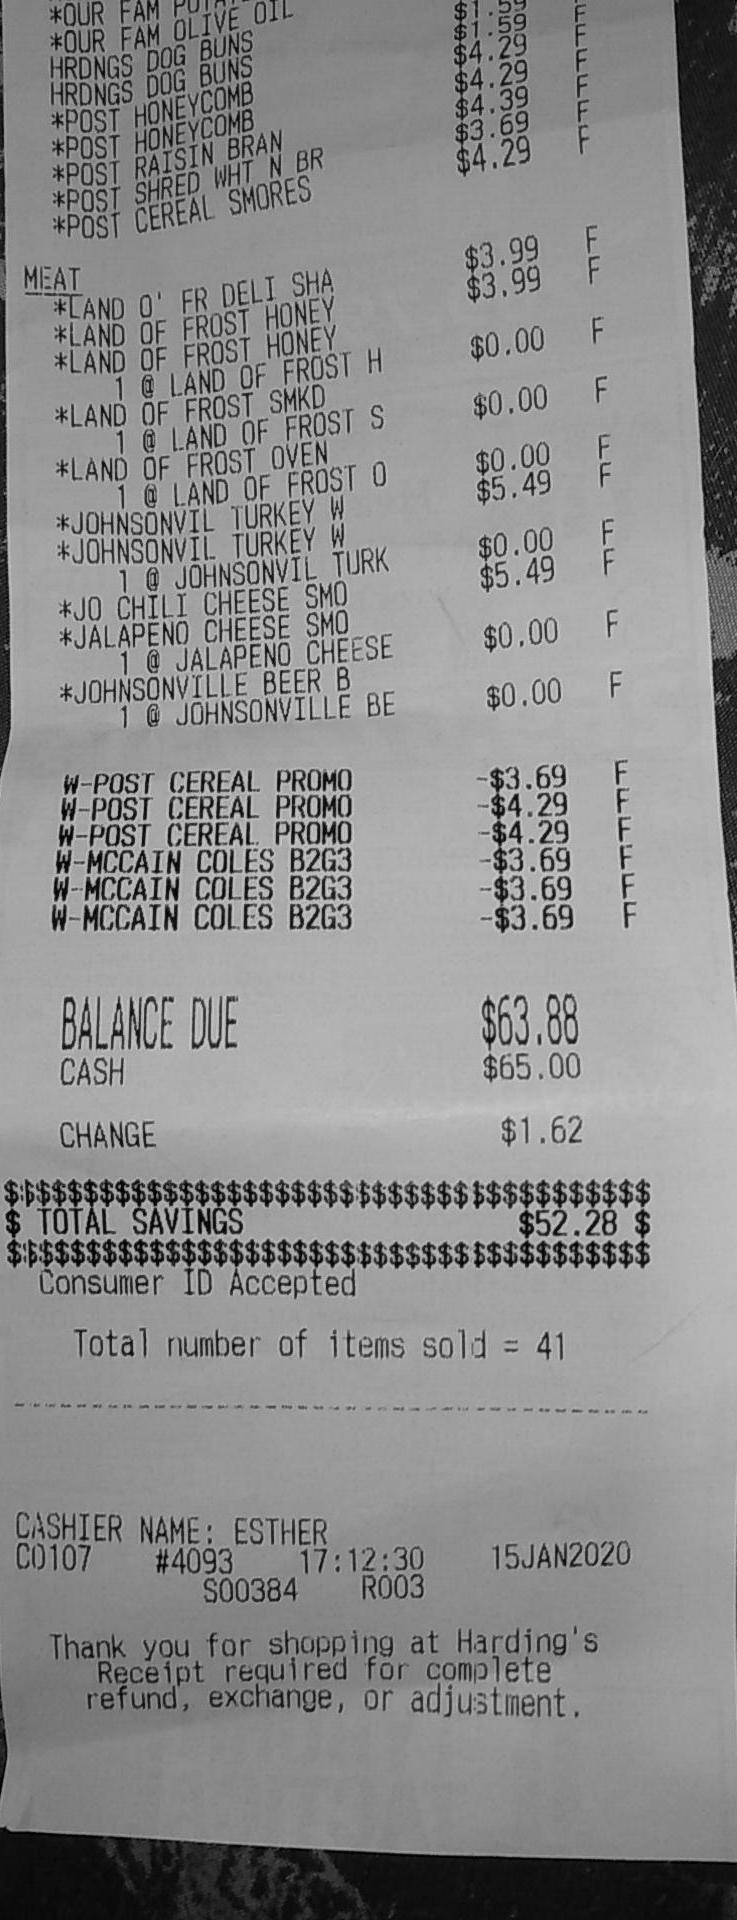 *OUR FAM
*OUR FAM OLIVE OIL
HRDNGS DOG BUNS $1.59 F
HRDNGS DOG BUNS $1.59 F
*POST HONEYCOMB $4.29 F
*POST HONEYCOMB $4.29 F
*POST RAISIN BRAN $4.39 F
*POST SHRED WHT N BR $3.69 F
*POST CEREAL SMORES $4.29 F
MEAT
*LAND O' FR DELI SHA $3.99 F
*LAND OF FROST HONEY $3.99 F
*LAND OF FROST HONEY
1 @ LAND OF FROST H $0.00 F
*LAND OF FROST SMKD
1 @ LAND OF FROST S $0.00 F
*LAND OF FROST OVEN
1 @ LAND OF FROST O $0.00 F
*JOHNSONVIL TURKEY W $5.49 F
*JOHNSONVIL TURKEY W
1 @ JOHNSONVIL TURK $0.00 F
*JO CHILI CHEESE SMO $5.49 F
*JALAPENO CHEESE SMO
1 @ JALAPENO CHEESE $0.00 F
*JOHNSONVILLE BEER B
1 @ JOHNSONVILLE BE $0.00 F
W-POST CEREAL PROMO -$3.69 F
W-POST CEREAL PROMO -$4.29 F
W-POST CEREAL PROMO -$4.29 F
W-MCCAIN COLES B2G3 -$3.69 F
W-MCCAIN COLES B2G3 -$3.69 F
W-MCCAIN COLES B2G3 -$3.69 F
BALANCE DUE $63.88
CASH $65.00
CHANGE $1.62
$$$$$$$$$$$$$$$$$$$$$$$$$$$$$$$$$$$$$$$$
$ TOTAL SAVINGS $52.28 $
$$$$$$$$$$$$$$$$$$$$$$$$$$$$$$$$$$$$$$$$
Consumer ID Accepted
Total number of items sold = 41
CASHIER NAME: ESTHER
C0107 #4093 17:12:30 15JAN2020
S00384 R003
Thank you for shopping at Harding's
Receipt required for complete
refund, exchange, or adjustment.